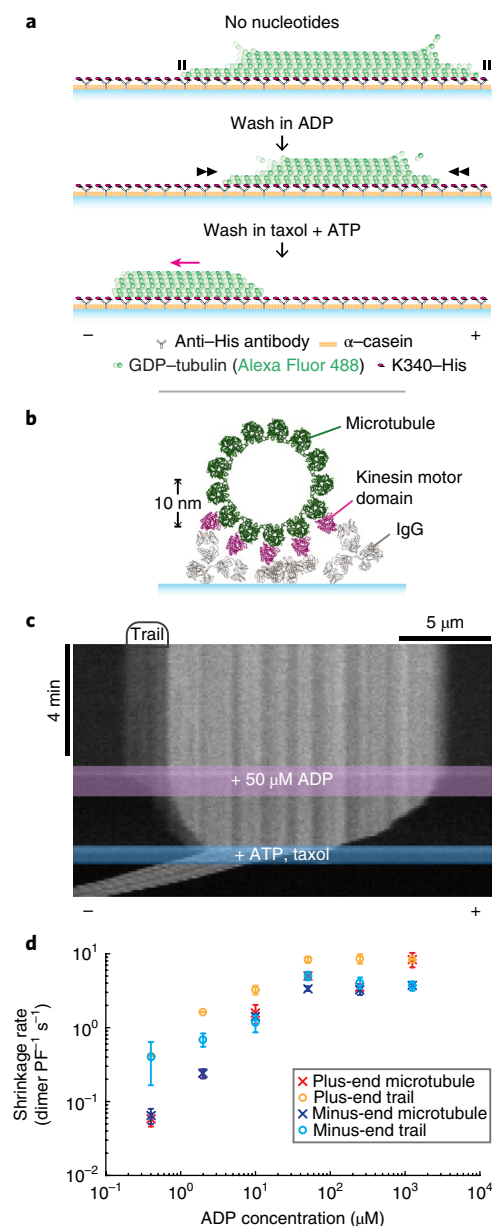 a
No nucleotides
Wash in ADP
Wash in taxol + ATP
– +
Anti–His antibody α–casein
GDP–tubulin (Alexa Fluor 488) K340–His
b
Microtubule
10 nm
Kinesin motor
domain
IgG
c
Trail 5 μm
4 min
+ 50 μM ADP
+ ATP, taxol
– +
d
Shrinkage rate
(dimer PF⁻¹ s⁻¹)
10¹
10⁰
10⁻¹
10⁻²
Plus-end microtubule
Plus-end trail
Minus-end microtubule
Minus-end trail
10⁻¹ 10⁰ 10¹ 10² 10³ 10⁴
ADP concentration (μM)